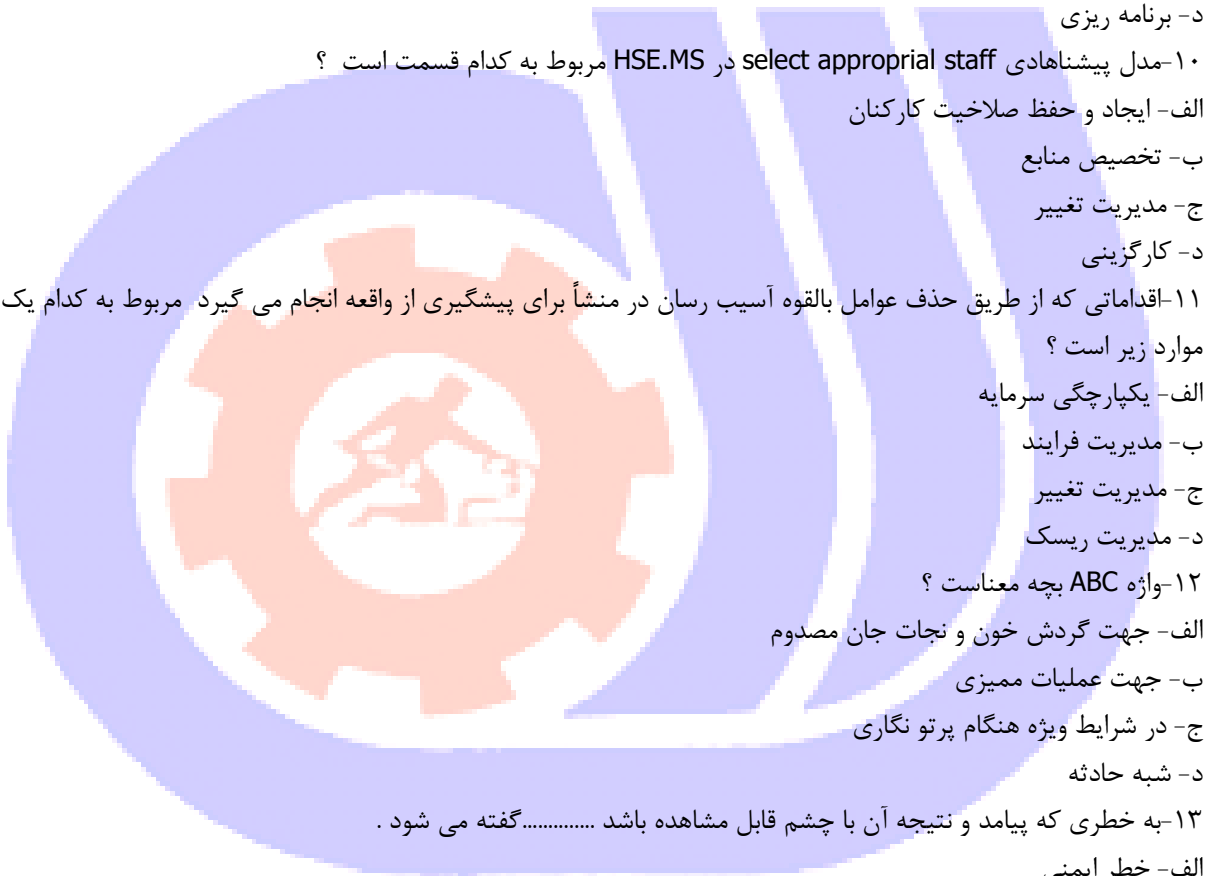 د- برنامه ریزی
۱۰-مدل پیشناهادی select approprial staff در HSE.MS مربوط به کدام قسمت است ؟
الف- ایجاد و حفظ صلاخیت کارکنان
ب- تخصیص منابع
ج- مدیریت تغییر
د- کارگزینی
۱۱-اقداماتی که از طریق حذف عوامل بالقوه آسیب رسان در منشاً برای پیشگیری از واقعه انجام می گیرد مربوط به کدام یک
موارد زیر است ؟
الف- یکپارچگی سرمایه
ب- مدیریت فرایند
ج- مدیریت تغییر
د- مدیریت ریسک
۱۲-واژه ABC بچه معناست ؟
الف- جهت گردش خون و نجات جان مصدوم
ب- جهت عملیات ممیزی
ج- در شرایط ویژه هنگام پرتو نگاری
د- شبه حادثه
۱۳-به خطری که پیامد و نتیجه آن با چشم قابل مشاهده باشد ..............گفته می شود .
الف- خطر ایمنی